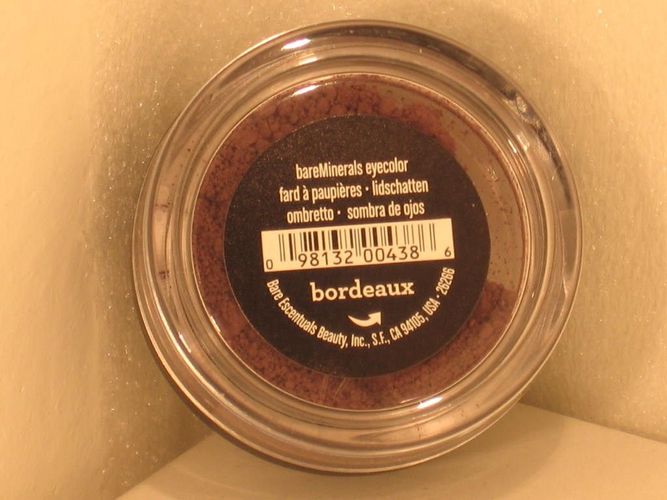 bareMinerals eyecolor
fard à paupières • lidschatten
ombretto • sombra de ojos
0 98132 00438 6
bordeaux
Bare Escentuals Beauty, Inc., S.F., CA 94105, USA • 26266